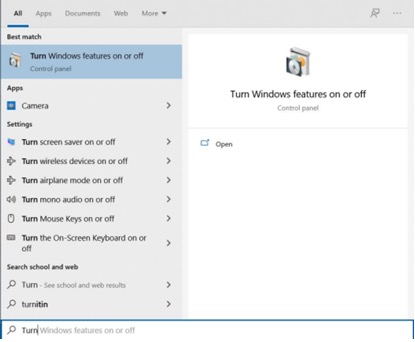 All Apps Documents Web More
Best match
Turn Windows features on or off
Control panel
Apps
Camera
Settings
Turn screen saver on or off
Turn wireless devices on or off
Turn airplane mode on or off
Turn mono audio on or off
Turn Mouse Keys on or off
Turn the On-Screen Keyboard on or
off
Search school and web
Turn - See school and web results
turnitin
Turn Windows features on or off
Turn Windows features on or off
Control panel
Open